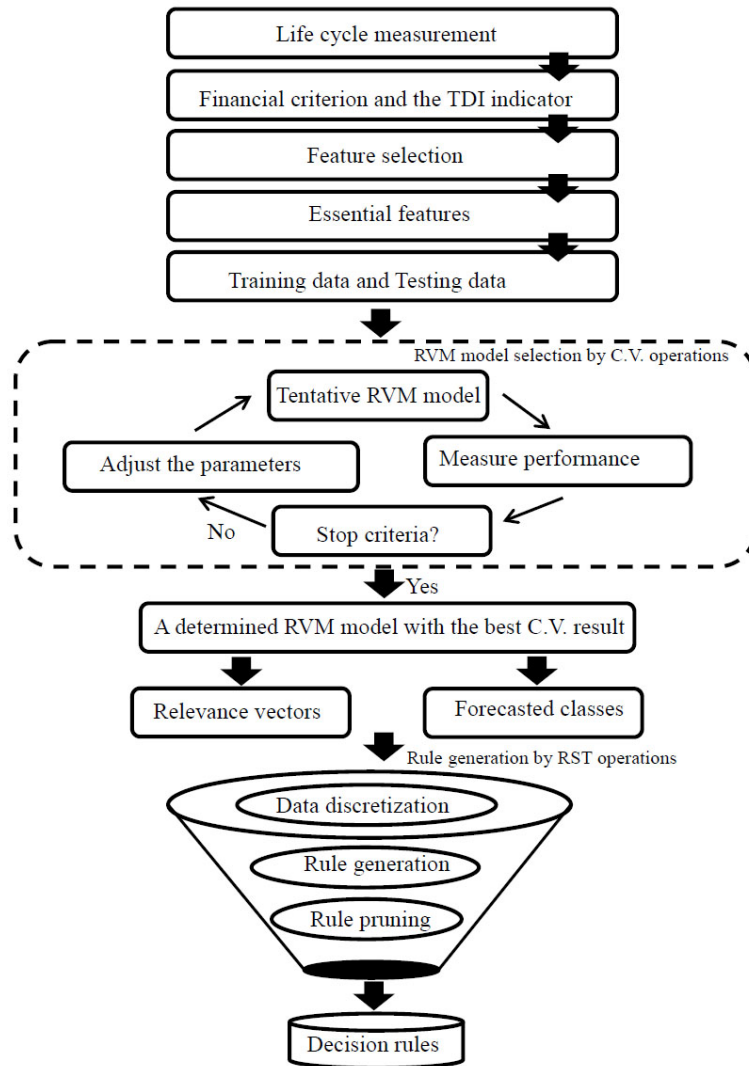 Life cycle measurement
Financial criterion and the TDI indicator
Feature selection
Essential features
Training data and Testing data
RVM model selection by C.V. operations
Tentative RVM model
Adjust the parameters
Measure performance
No
Stop criteria?
Yes
A determined RVM model with the best C.V. result
Relevance vectors
Forecasted classes
Rule generation by RST operations
Data discretization
Rule generation
Rule pruning
Decision rules